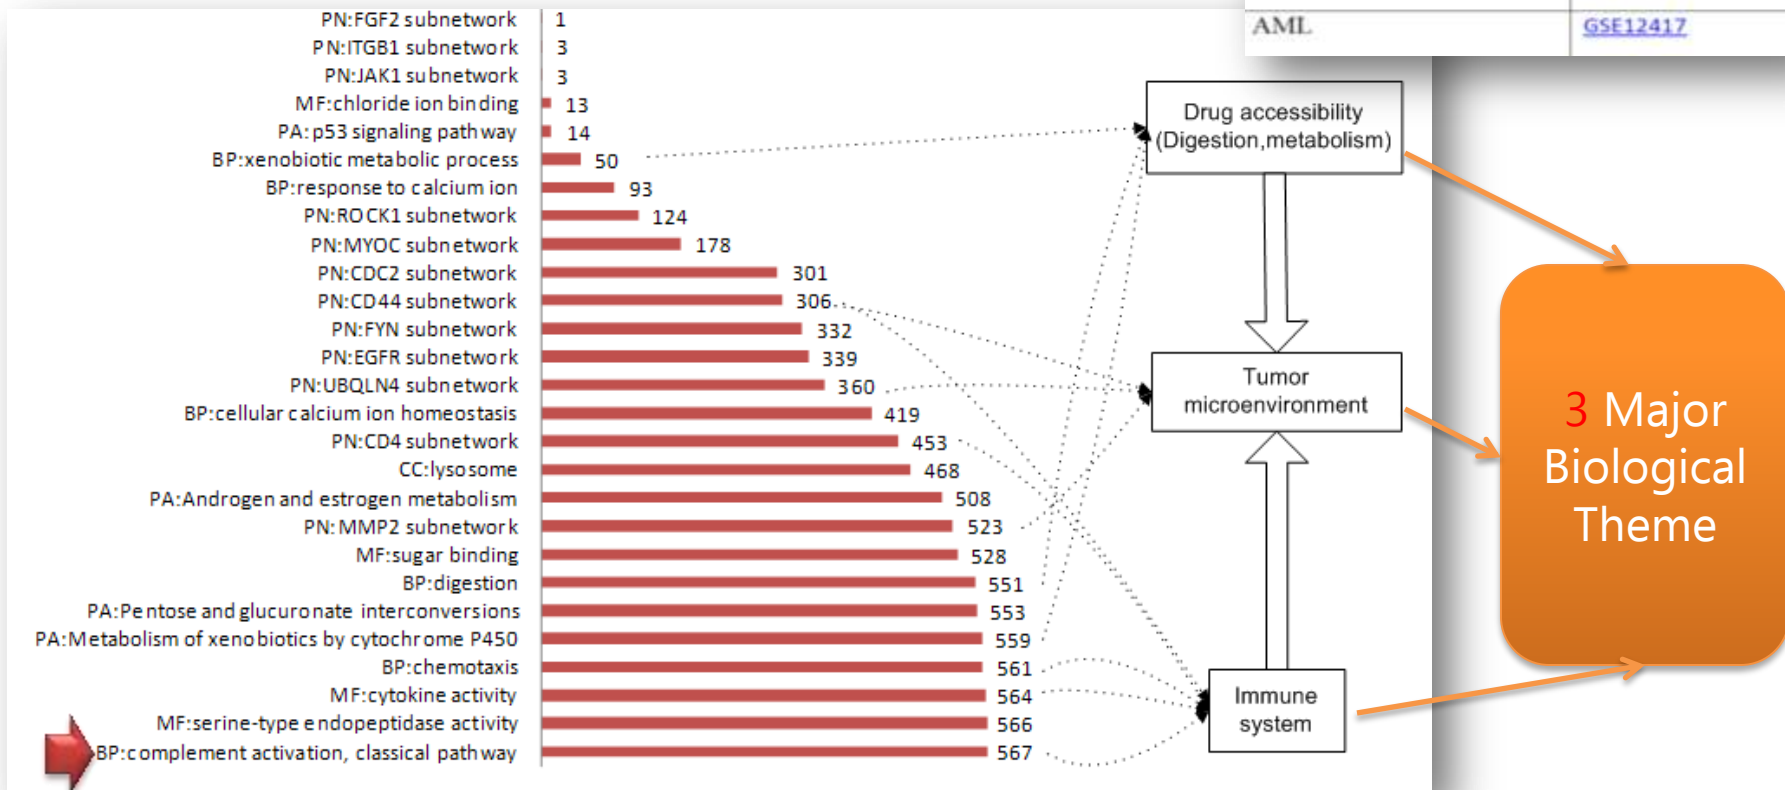 AML GSE12417
PN:FGF2 subnetwork 1
PN:ITGB1 subnetwork 3
PN:JAK1 subnetwork 3
MF:chloride ion binding 13
PA:p53 signaling pathway 14
BP:xenobiotic metabolic process 50
BP:response to calcium ion 93
PN:ROCK1 subnetwork 124
PN:MYOC subnetwork 178
PN:CDC2 subnetwork 301
PN:CD44 subnetwork 306
PN:FYN subnetwork 332
PN:EGFR subnetwork 339
PN:UBQLN4 subnetwork 360
BP:cellular calcium ion homeostasis 419
PN:CD4 subnetwork 453
CC:lysosome 468
PA:Androgen and estrogen metabolism 508
PN:MMP2 subnetwork 523
MF:sugar binding 528
BP:digestion 551
PA:Pentose and glucuronate interconversions 553
PA:Metabolism of xenobiotics by cytochrome P450 559
BP:chemotaxis 561
MF:cytokine activity 564
MF:serine-type endopeptidase activity 566
BP:complement activation, classical pathway 567
Drug accessibility
(Digestion,metabolism)
Tumor
microenvironment
Immune
system
3 Major
Biological
Theme